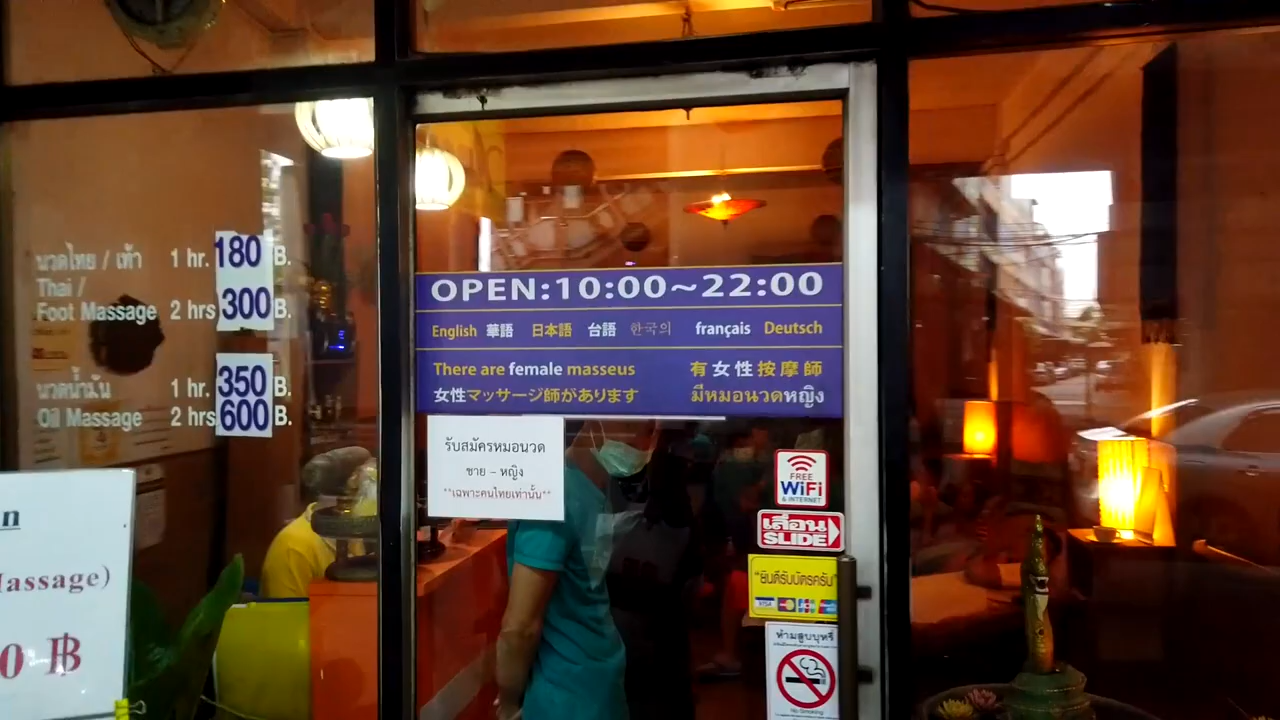 นวดไทย / เท้า 1 hr. 180 B.
Thai /
Foot Massage 2 hrs 300 B.
นวดน้ำมัน 1 hr. 350 B.
Oil Massage 2 hrs 600 B.
n
Massage)
0 ฿
OPEN:10:00~22:00
English 華語 日本語 台語 한국의 français Deutsch
There are female masseus 有女性按摩師
女性マッサージ師があります มีหมอนวดหญิง
รับสมัครหมอนวด
ชาย - หญิง
**เฉพาะคนไทยเท่านั้น**
FREE
WiFi
& INTERNET
เลื่อน
SLIDE
"ยินดีรับบัตรครับ"
VISA
ห้ามสูบบุหรี่
No Smoking